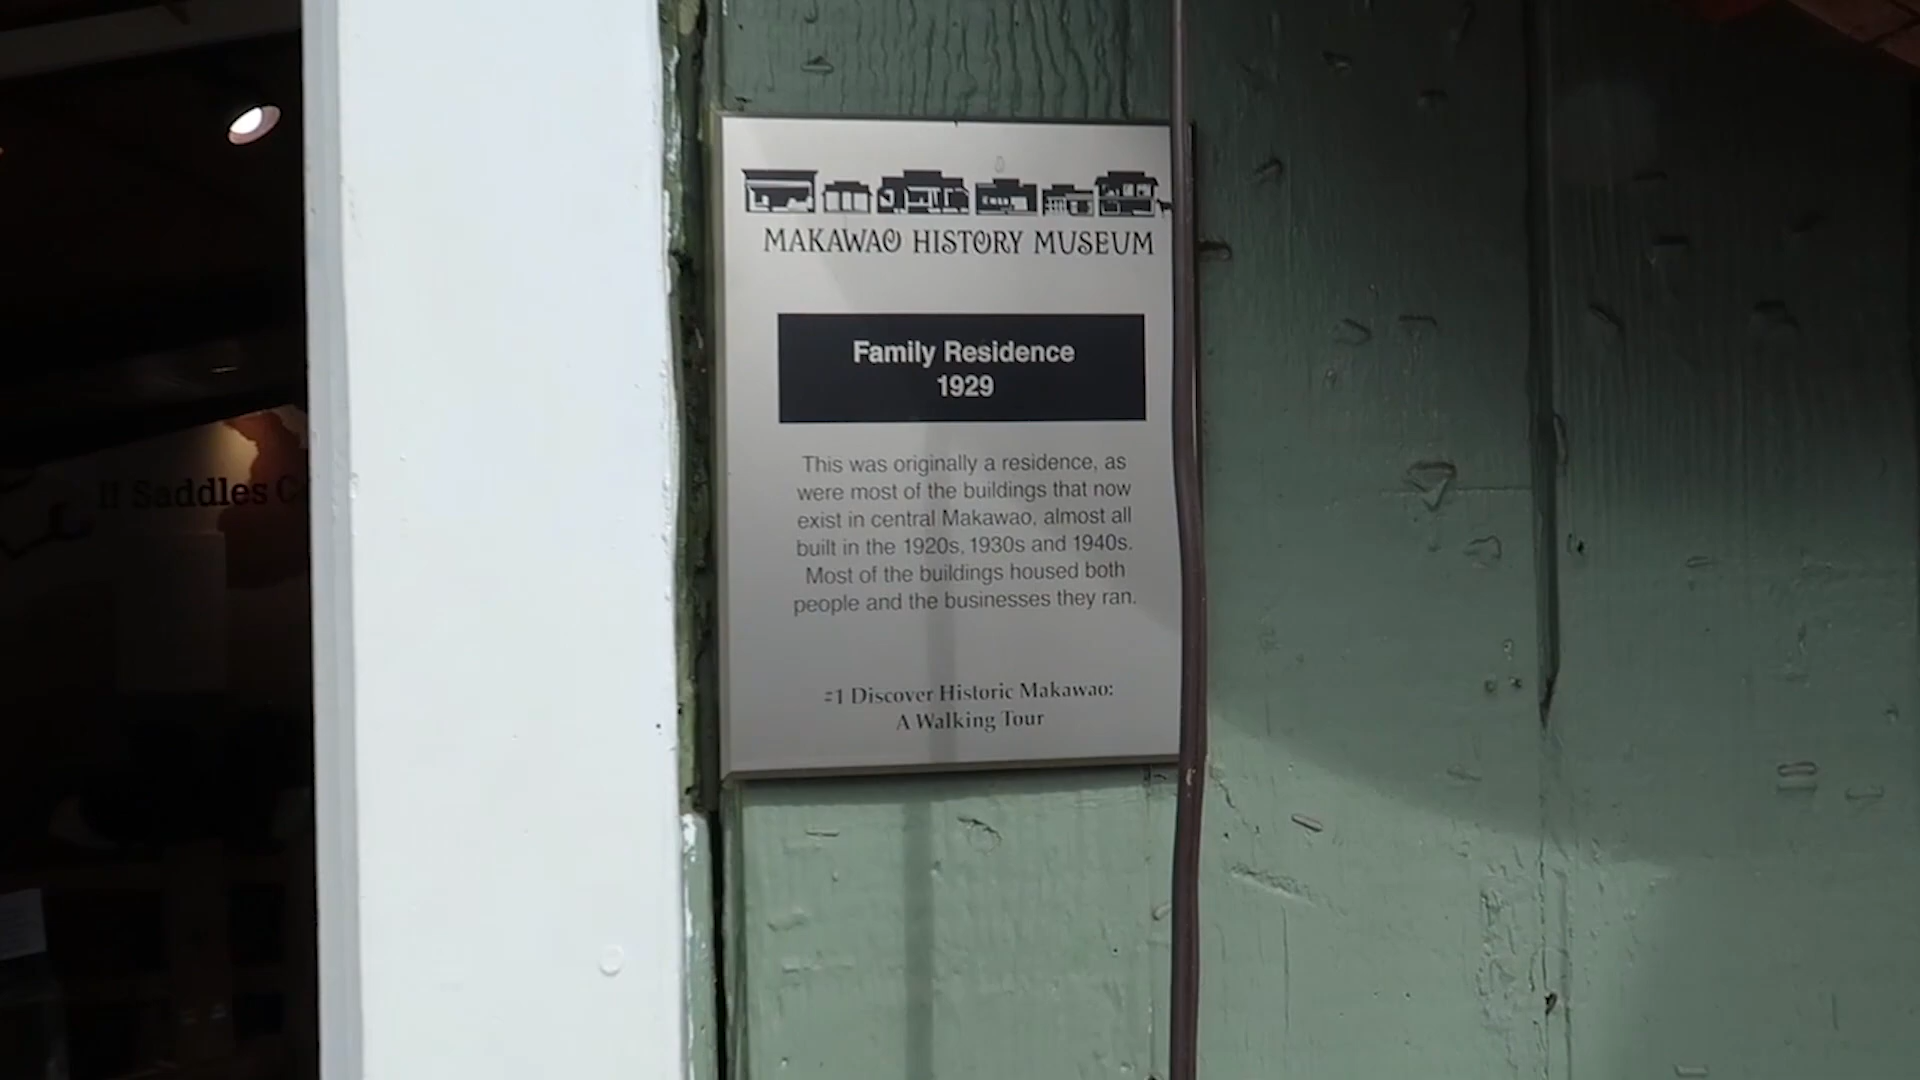 MAKAWAO HISTORY MUSEUM
Family Residence
1929
This was originally a residence, as
were most of the buildings that now
exist in central Makawao, almost all
built in the 1920s, 1930s and 1940s.
Most of the buildings housed both
people and the businesses they ran.
#1 Discover Historic Makawao:
A Walking Tour
Saddles